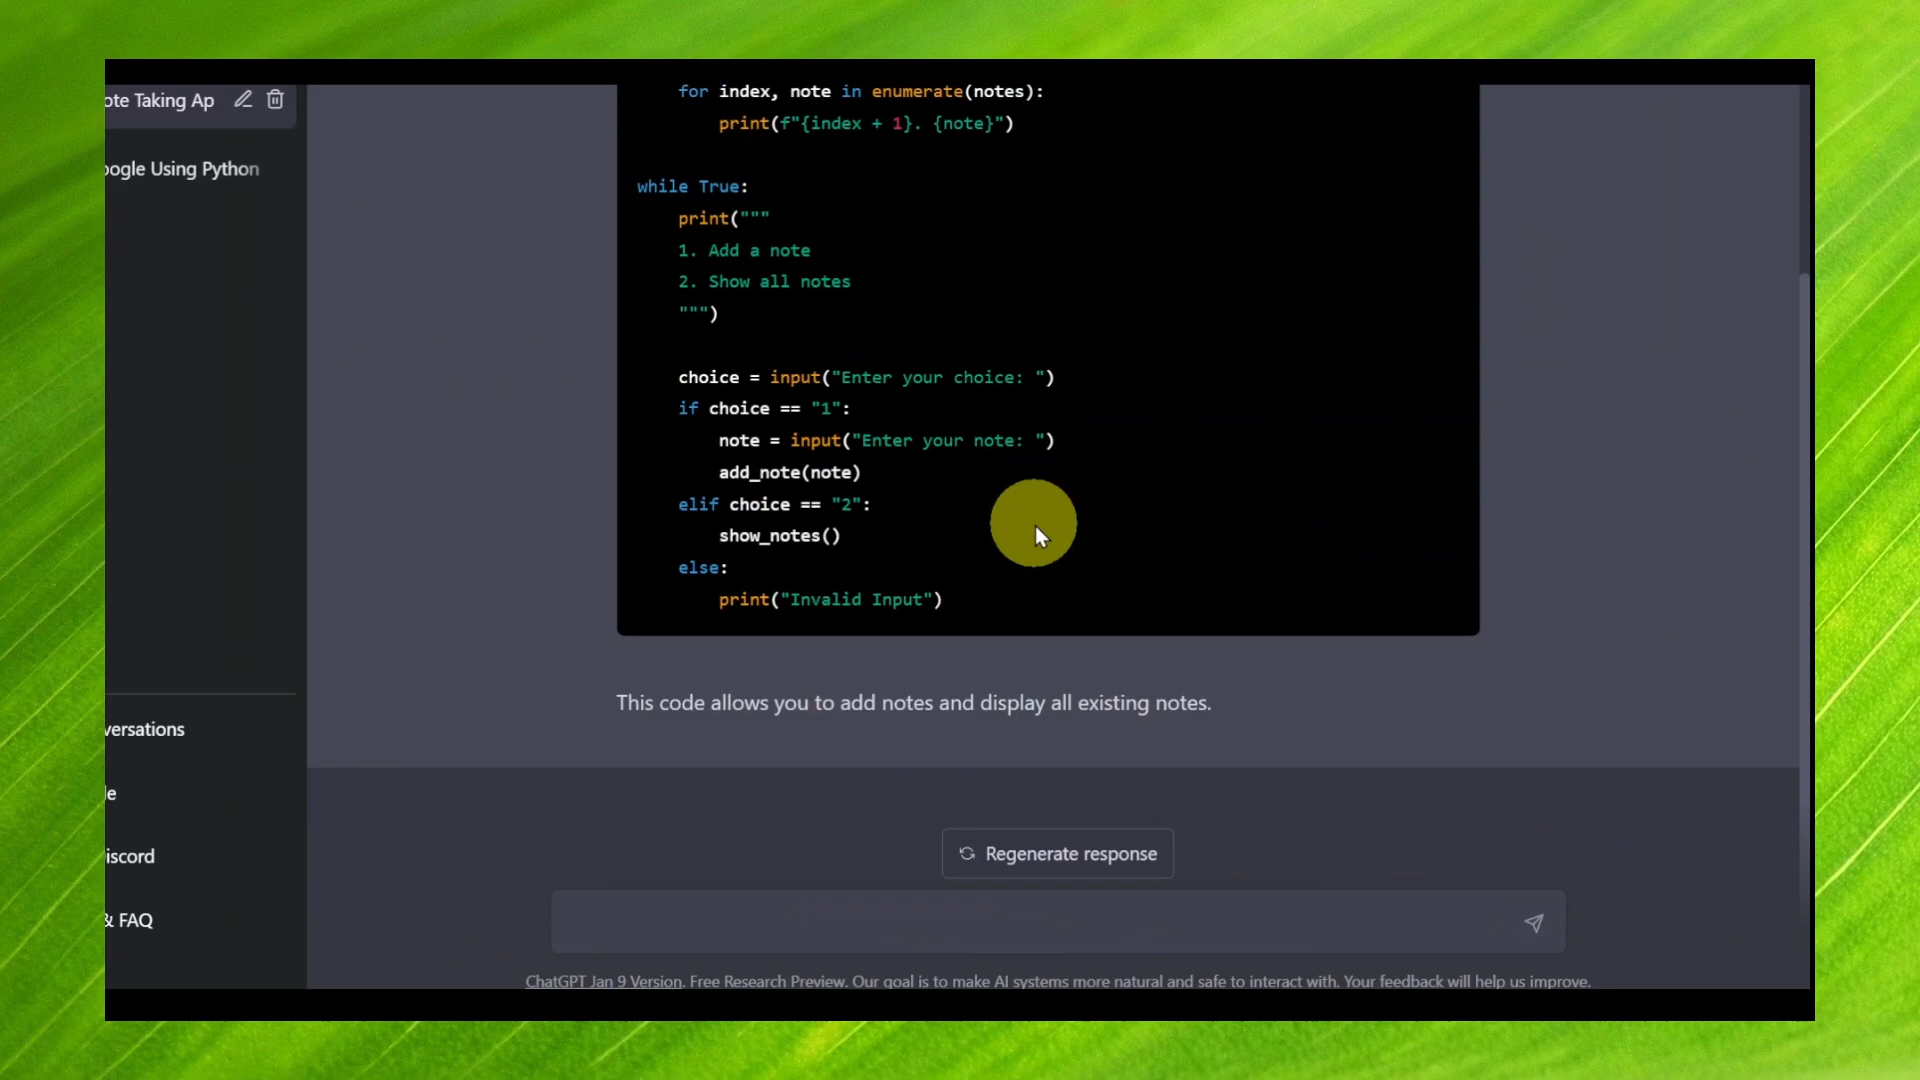 ote Taking Ap
oogle Using Python
versations
le
iscord
& FAQ
for index, note in enumerate(notes):
print(f"{index + 1}. {note}")
while True:
print("""
1. Add a note
2. Show all notes
""")
choice = input("Enter your choice: ")
if choice == "1":
note = input("Enter your note: ")
add_note(note)
elif choice == "2":
show_notes()
else:
print("Invalid Input")
This code allows you to add notes and display all existing notes.
Regenerate response
ChatGPT Jan 9 Version. Free Research Preview. Our goal is to make AI systems more natural and safe to interact with. Your feedback will help us improve.